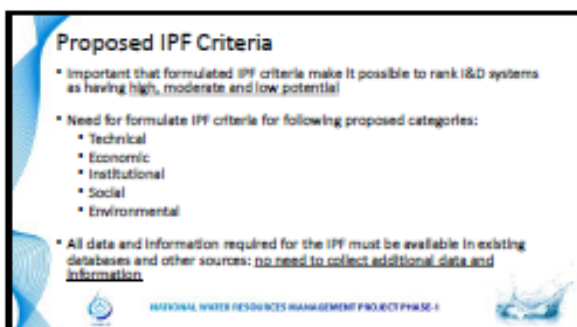 Proposed IPF Criteria
• Important that formulated IPF criteria make it possible to rank I&D systems
as having high, moderate and low potential
• Need for formulate IPF criteria for following proposed categories:
• Technical
• Economic
• Institutional
• Social
• Environmental
• All data and information required for the IPF must be available in existing
databases and other sources: no need to collect additional data and
information
NATIONAL WATER RESOURCES MANAGEMENT PROJECT PHASE-I